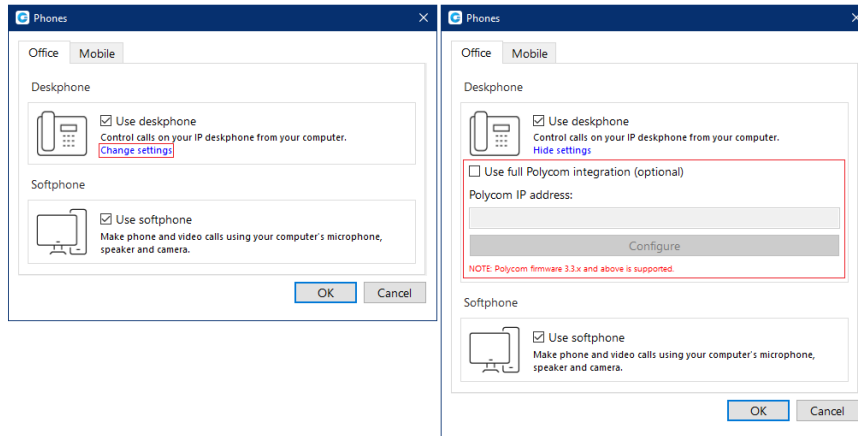 Phones
Office Mobile
Deskphone
Use deskphone
Control calls on your IP deskphone from your computer.
Change settings
Softphone
Use softphone
Make phone and video calls using your computer's microphone,
speaker and camera.
OK Cancel
Phones
Office Mobile
Deskphone
Use deskphone
Control calls on your IP deskphone from your computer.
Hide settings
Use full Polycom integration (optional)
Polycom IP address:
Configure
NOTE: Polycom firmware 3.3.x and above is supported.
Softphone
Use softphone
Make phone and video calls using your computer's microphone,
speaker and camera.
OK Cancel